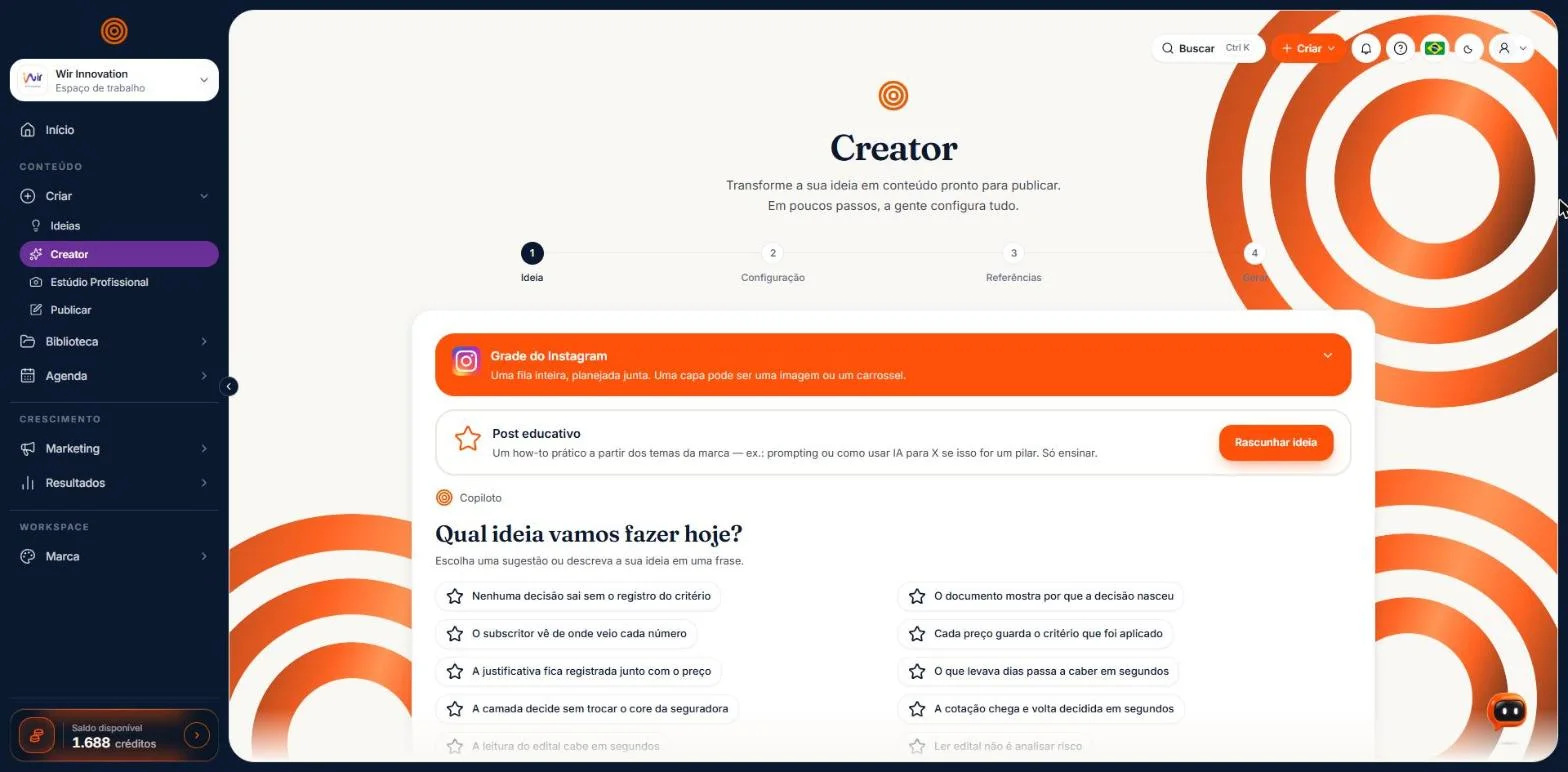 Wir
Wir Innovation
Espaço de trabalho
Início
CONTEÚDO
Criar
Ideias
Creator
Estúdio Profissional
Publicar
Biblioteca
Agenda
CRESCIMENTO
Marketing
Resultados
WORKSPACE
Marca
Saldo disponível
1.688 créditos
Buscar Ctrl K
+ Criar
Creator
Transforme a sua ideia em conteúdo pronto para publicar.
Em poucos passos, a gente configura tudo.
1 2 3 4
Ideia Configuração Referências Gerar
Grade do Instagram
Uma fila inteira, planejada junta. Uma capa pode ser uma imagem ou um carrossel.
Post educativo
Um how-to prático a partir dos temas da marca — ex.: prompting ou como usar IA para X se isso for um pilar. Só ensinar.
Rascunhar ideia
Copiloto
Qual ideia vamos fazer hoje?
Escolha uma sugestão ou descreva a sua ideia em uma frase.
Nenhuma decisão sai sem o registro do critério
O documento mostra por que a decisão nasceu
O subscritor vê de onde veio cada número
Cada preço guarda o critério que foi aplicado
A justificativa fica registrada junto com o preço
O que levava dias passa a caber em segundos
A camada decide sem trocar o core da seguradora
A cotação chega e volta decidida em segundos
A leitura do edital cabe em segundos
Ler edital não é analisar risco